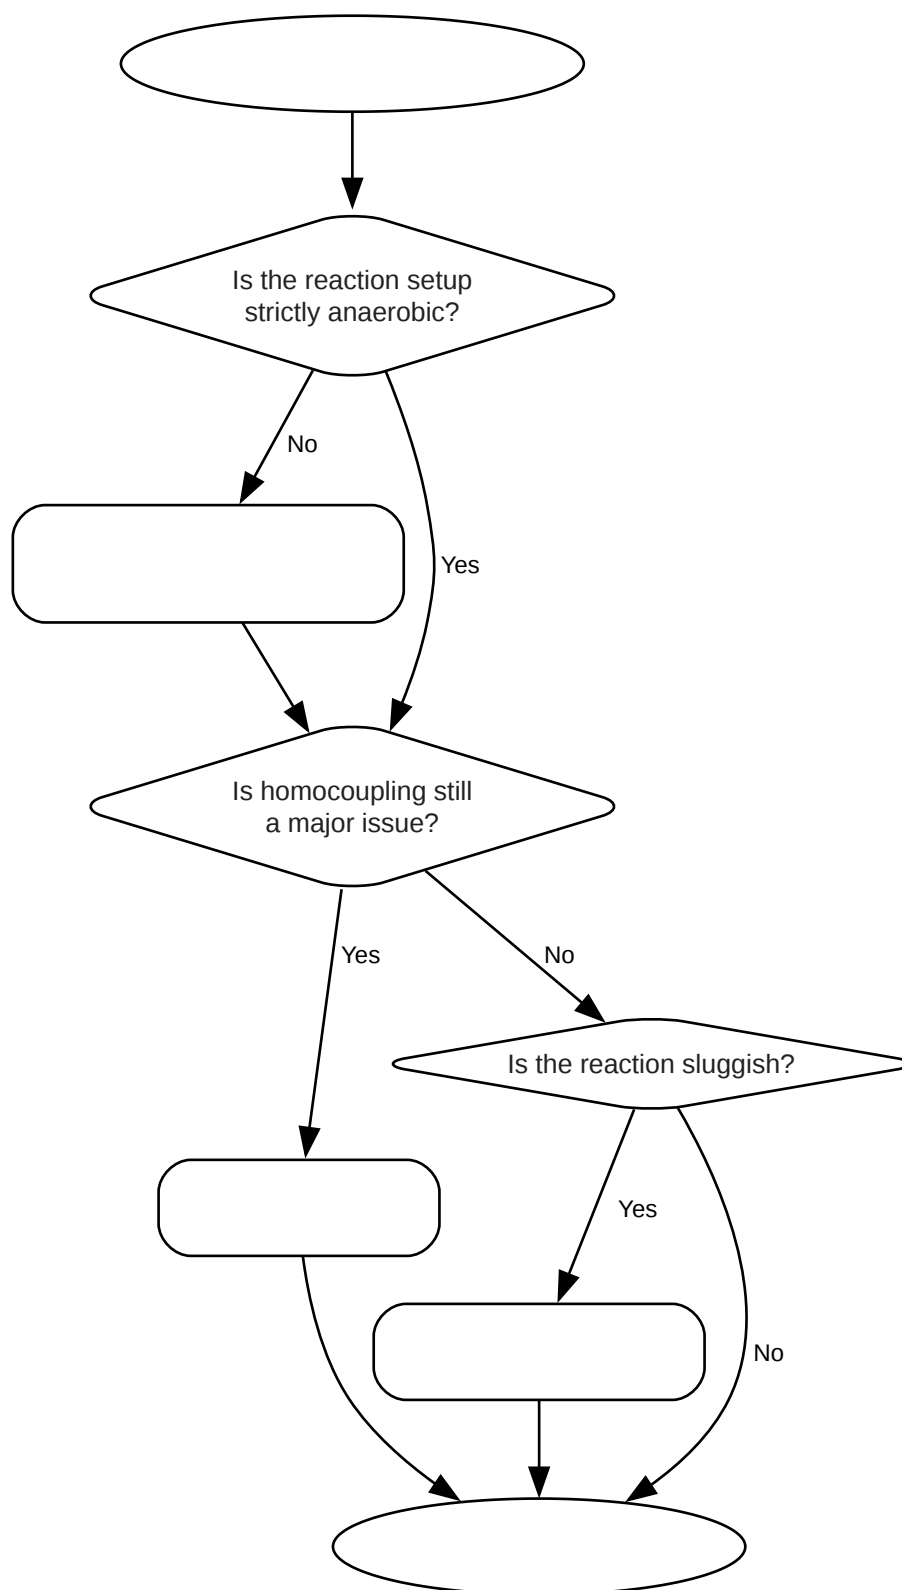 Is the reaction setup
strictly anaerobic?
No
Yes
Is homocoupling still
a major issue?
Yes
No
Is the reaction sluggish?
Yes
No